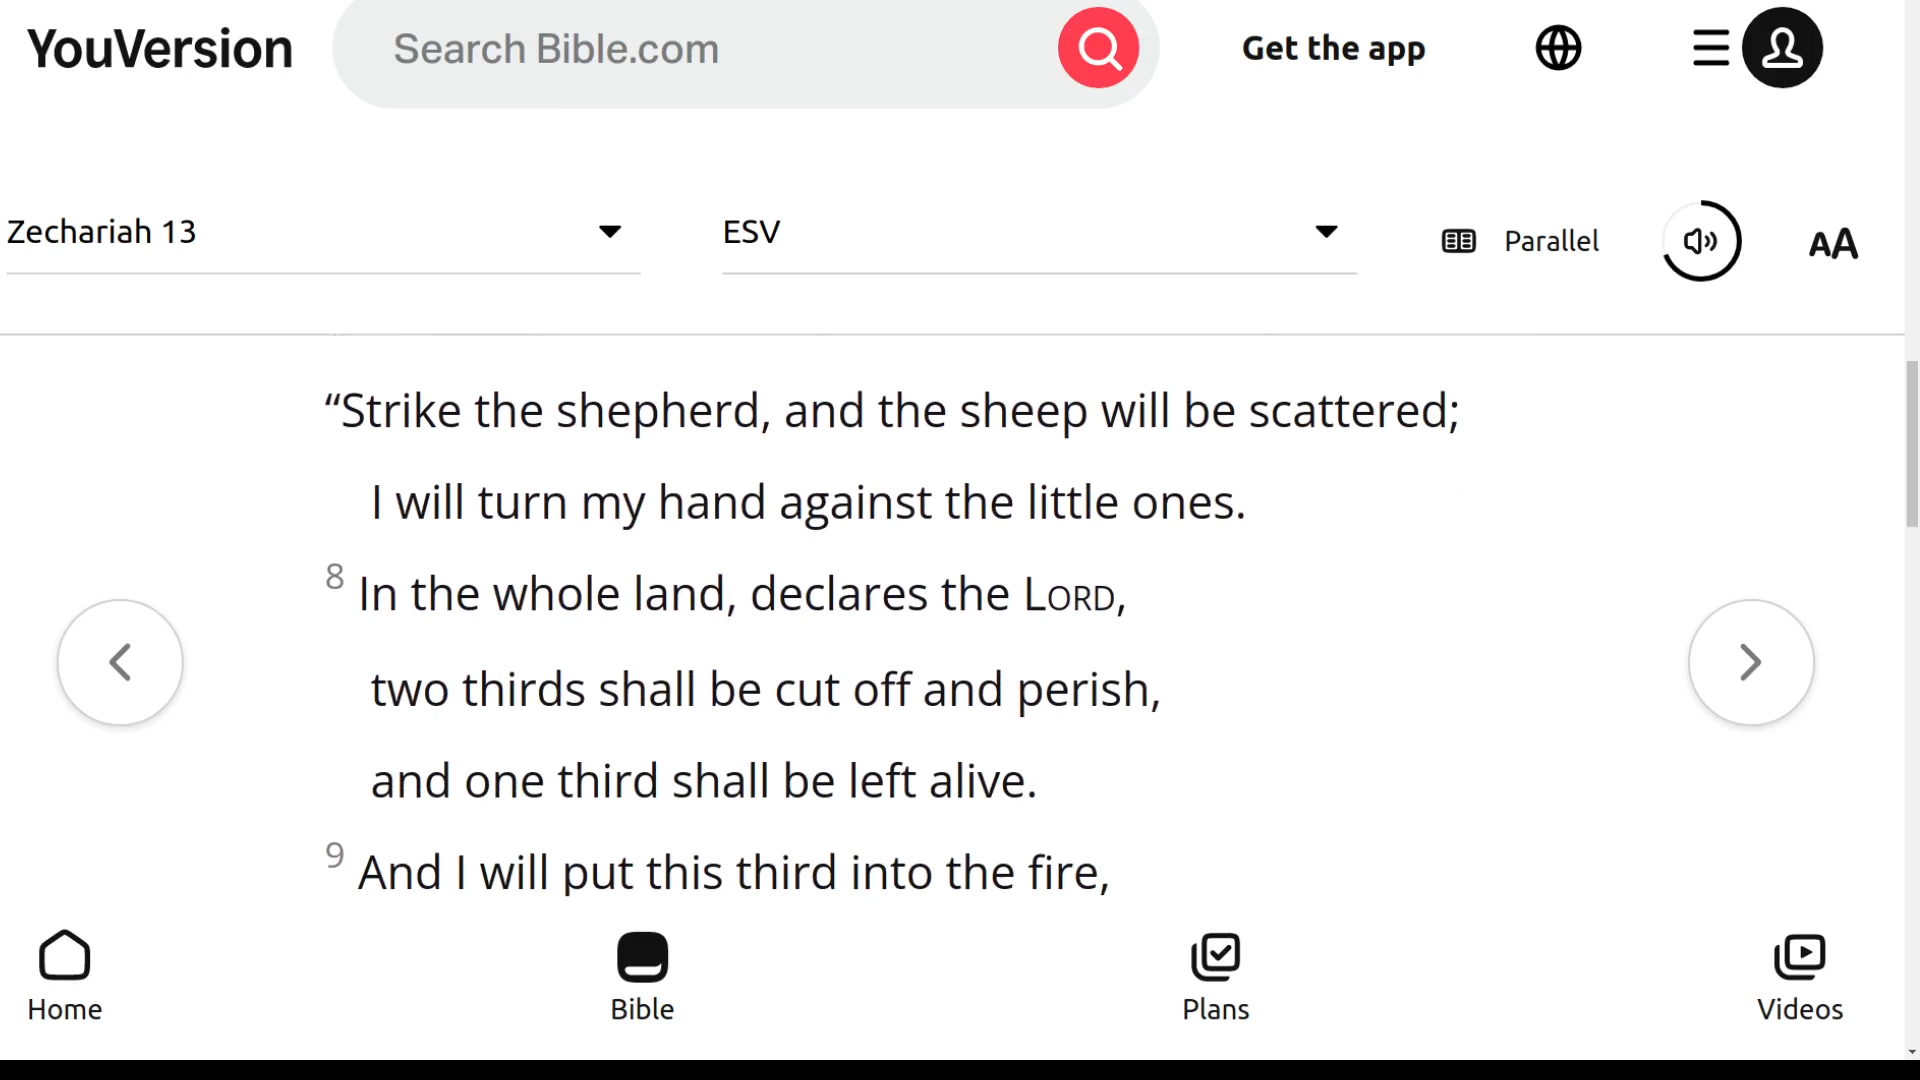 YouVersion
Search Bible.com
Get the app
Zechariah 13
ESV
Parallel
AA
“Strike the shepherd, and the sheep will be scattered;
I will turn my hand against the little ones.
8 In the whole land, declares the LORD,
two thirds shall be cut off and perish,
and one third shall be left alive.
9 And I will put this third into the fire,
Home
Bible
Plans
Videos